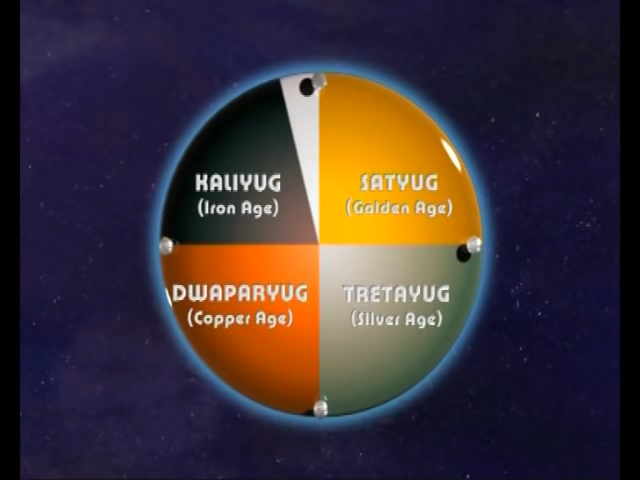 KALIYUG
(Iron Age)
SATYUG
(Golden Age)
DWAPARYUG
(Copper Age)
TRETAYUG
(Silver Age)